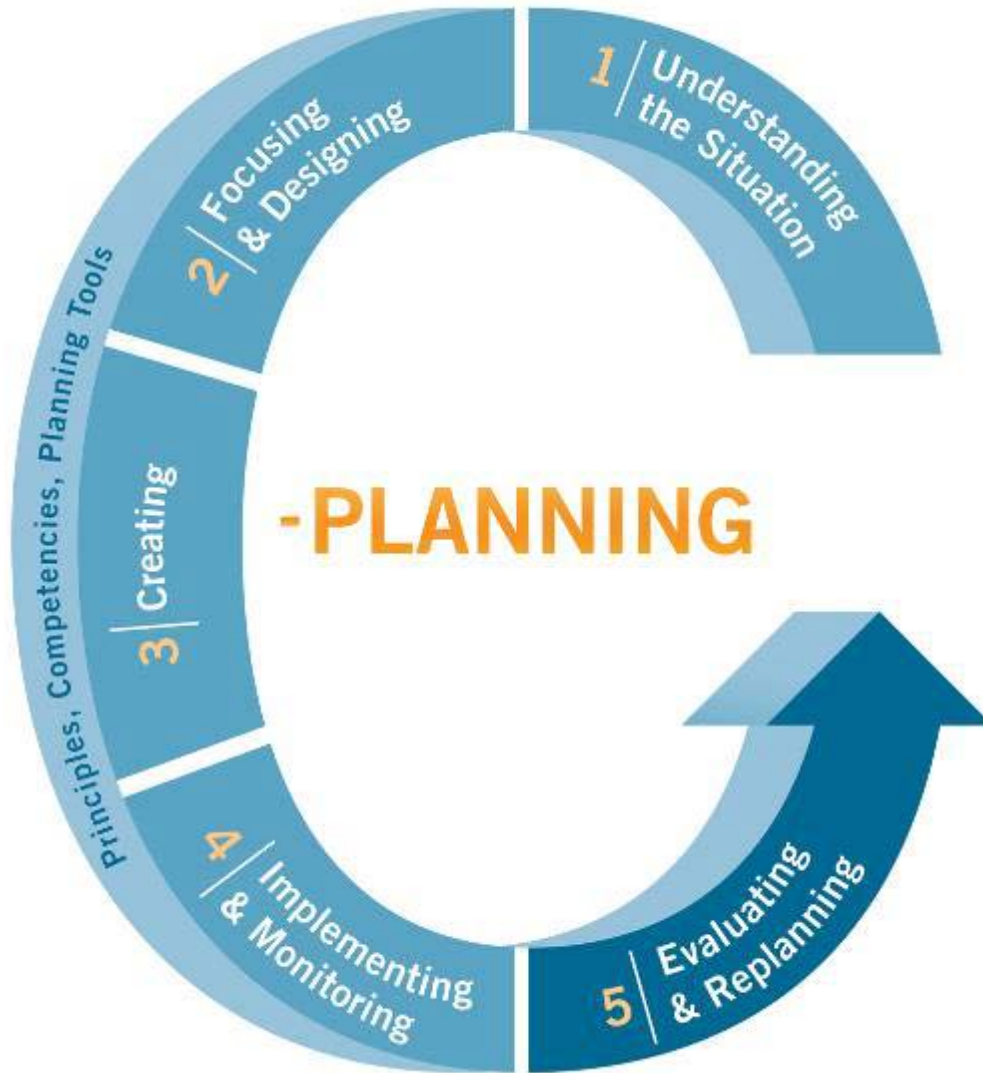 1
Understanding
the Situation
2
Focusing
& Designing
3
Creating
4
Implementing
& Monitoring
5
Evaluating
& Replanning
-PLANNING
Principles, Competencies, Planning Tools